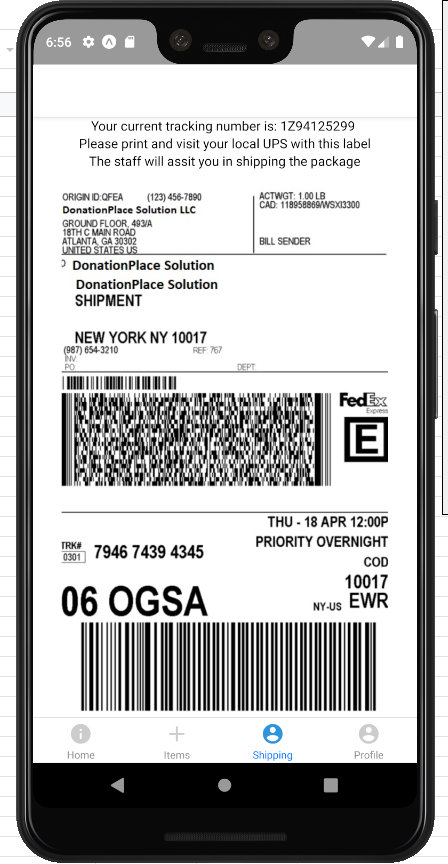 6:56
Your current tracking number is: 1Z94125299
Please print and visit your local UPS with this label
The staff will assit you in shipping the package
ORIGIN ID:QFEA (123) 456-7890
DonationPlace Solution LLC
GROUND FLOOR, 493/A
18TH C MAIN ROAD
ATLANTA, GA 30302
UNITED STATES US
ACTWGT: 1.00 LB
CAD: 118958869/WSXI3300
BILL SENDER
DonationPlace Solution
DonationPlace Solution
SHIPMENT
NEW YORK NY 10017
(987) 654-3210 REF: 767
INV:
PO: DEPT:
FedEx
Express
E
THU - 18 APR 12:00P
PRIORITY OVERNIGHT
COD
TRK#
0301
7946 7439 4345
10017
06 OGSA
NY-US EWR
Home Items Shipping Profile